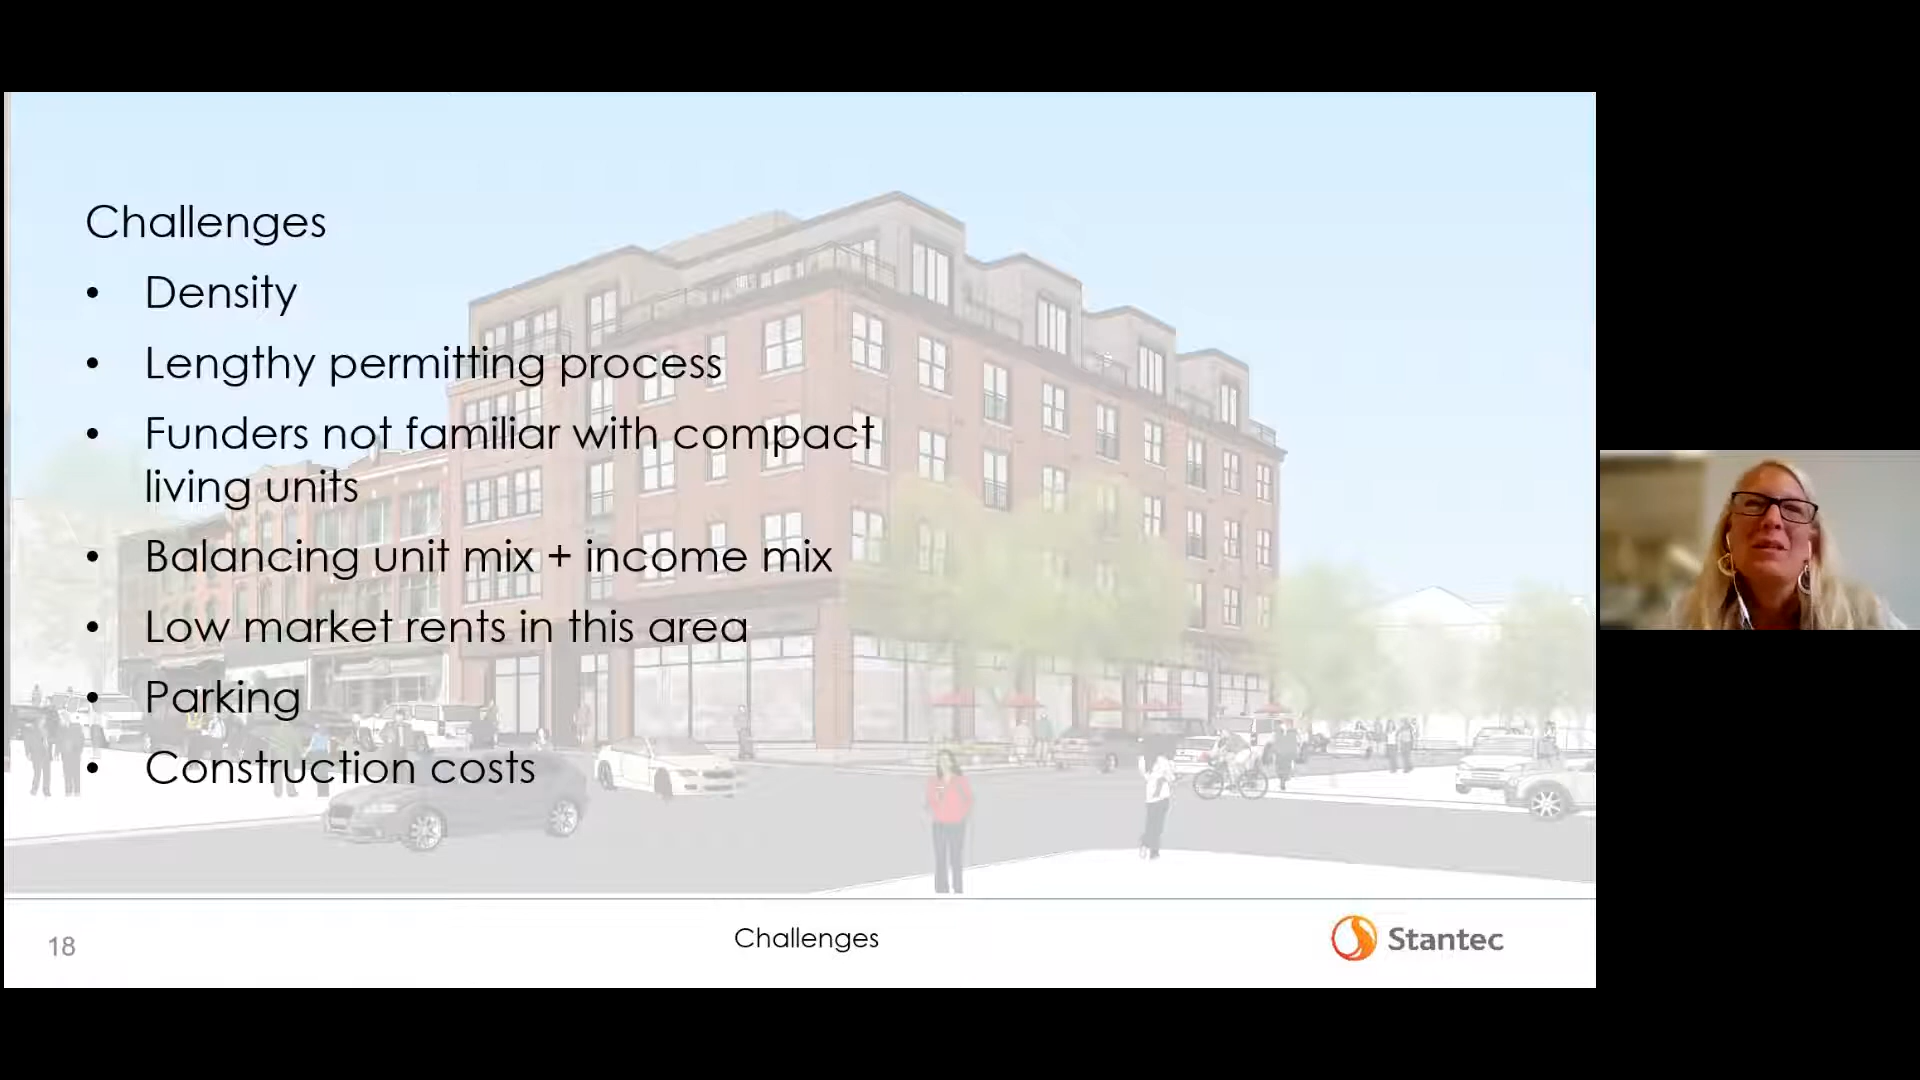 Challenges
• Density
• Lengthy permitting process
• Funders not familiar with compact
living units
• Balancing unit mix + income mix
• Low market rents in this area
• Parking
• Construction costs
18
Challenges
Stantec